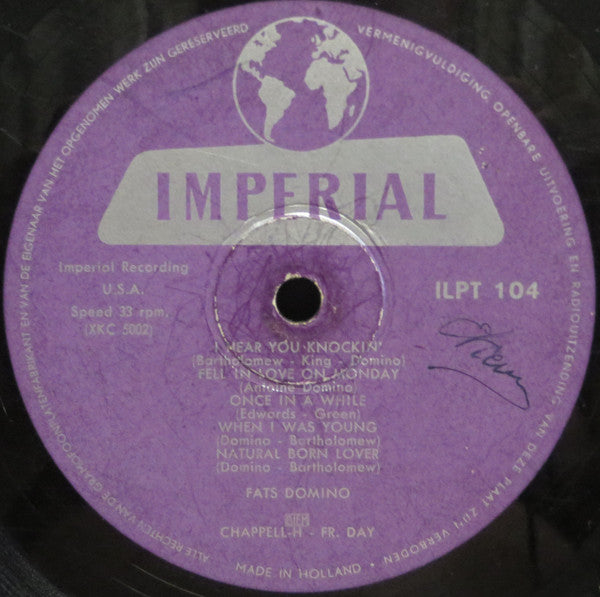 ALLE RECHTEN VAN DE GRAMOFOONPLATENFABRIKANT EN VAN DE EIGENAAR VAN HET OPGENOMEN WERK ZIJN GERESERVEERD
VERMENIGVULDIGING, OPENBARE UITVOERING EN RADIOUITZENDING VAN DEZE PLAAT ZIJN VERBODEN
IMPERIAL
Imperial Recording
U.S.A.
Speed 33 rpm.
(XKC 5002)
ILPT 104
I HEAR YOU KNOCKIN'
(Bartholomew - King - Domino)
FELL IN LOVE ON MONDAY
(Antoine Domino)
ONCE IN A WHILE
(Edwards - Green)
WHEN I WAS YOUNG
(Domino - Bartholomew)
NATURAL BORN LOVER
(Domino - Bartholomew)
FATS DOMINO
CHAPPELL-H - FR. DAY
MADE IN HOLLAND